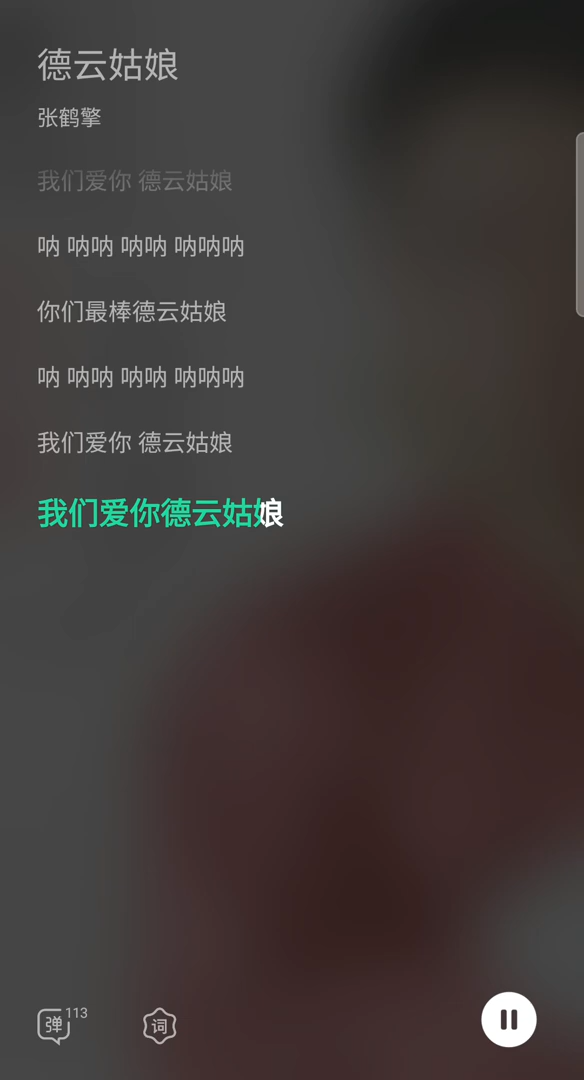 德云姑娘
张鹤擎
我们爱你 德云姑娘
呐 呐呐 呐呐 呐呐呐
你们最棒德云姑娘
呐 呐呐 呐呐 呐呐呐
我们爱你 德云姑娘
我们爱你德云姑娘
弹 113
词